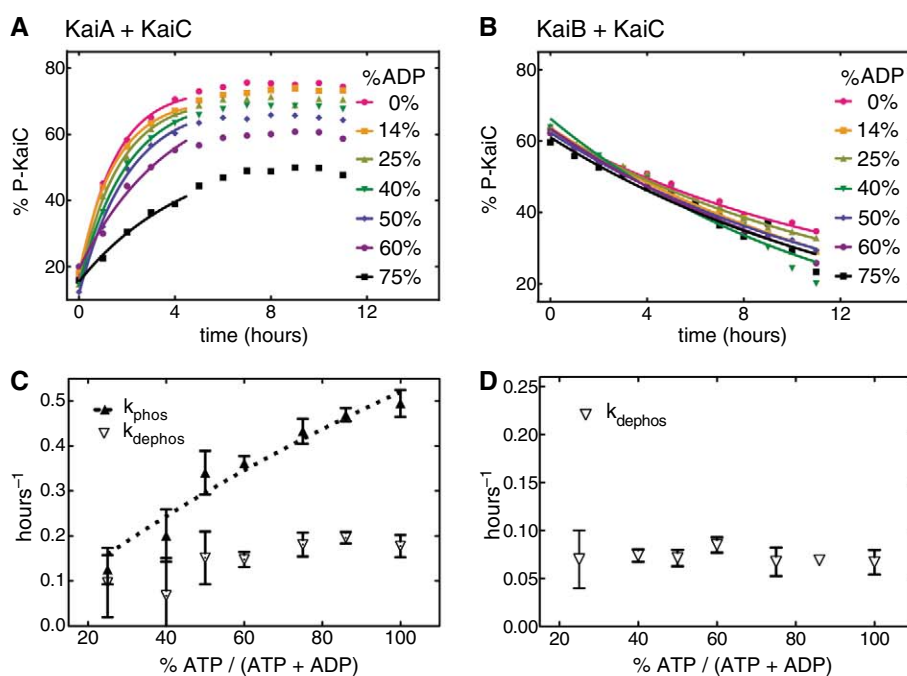 A KaiA + KaiC
80
60
40
20
% P-KaiC
0 4 8 12
time (hours)
%ADP
0%
14%
25%
40%
50%
60%
75%
B KaiB + KaiC
80
60
40
20
% P-KaiC
0 4 8 12
time (hours)
%ADP
0%
14%
25%
40%
50%
60%
75%
C
kphos
kdephos
0.5
0.4
0.3
0.2
0.1
0.0
hours−1
20 40 60 80 100
% ATP / (ATP + ADP)
D
kdephos
0.25
0.20
0.15
0.10
0.05
0.00
hours−1
20 40 60 80 100
% ATP / (ATP + ADP)